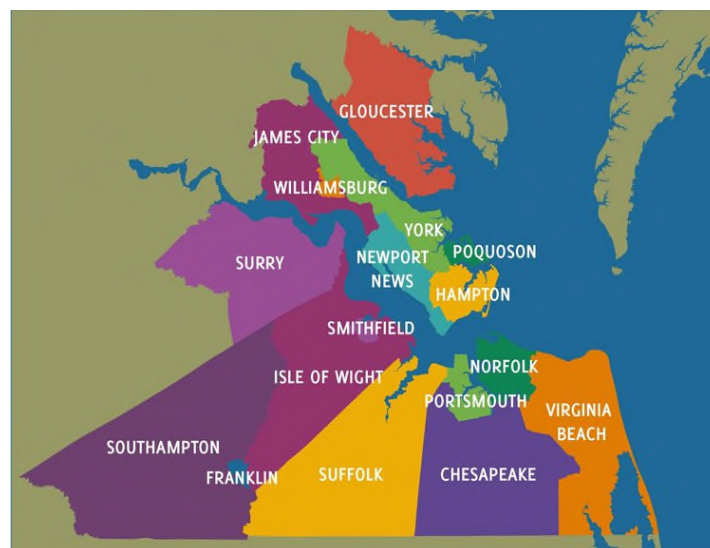 GLOUCESTER
JAMES CITY
WILLIAMSBURG
YORK
POQUOSON
NEWPORT
NEWS
SURRY
HAMPTON
SMITHFIELD
NORFOLK
ISLE OF WIGHT
PORTSMOUTH
VIRGINIA
BEACH
SOUTHAMPTON
FRANKLIN
SUFFOLK
CHESAPEAKE